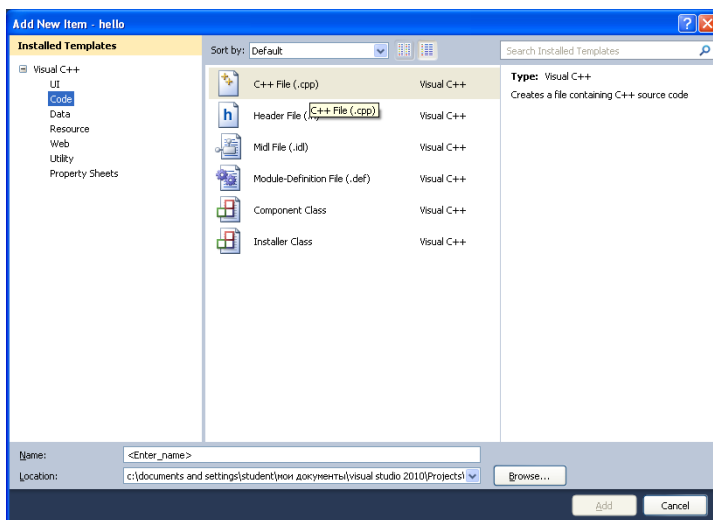 Add New Item - hello
Installed Templates
Sort by: Default
Search Installed Templates
Visual C++
UI
Code
Data
Resource
Web
Utility
Property Sheets
C++ File (.cpp) Visual C++
Header File (.h) Visual C++
C++ File (.cpp)
Midl File (.idl) Visual C++
Module-Definition File (.def) Visual C++
Component Class Visual C++
Installer Class Visual C++
Type: Visual C++
Creates a file containing C++ source code
Name: <Enter_name>
Location: c:\documents and settings\student\мои документы\visual studio 2010\Projects\
Browse...
Add Cancel